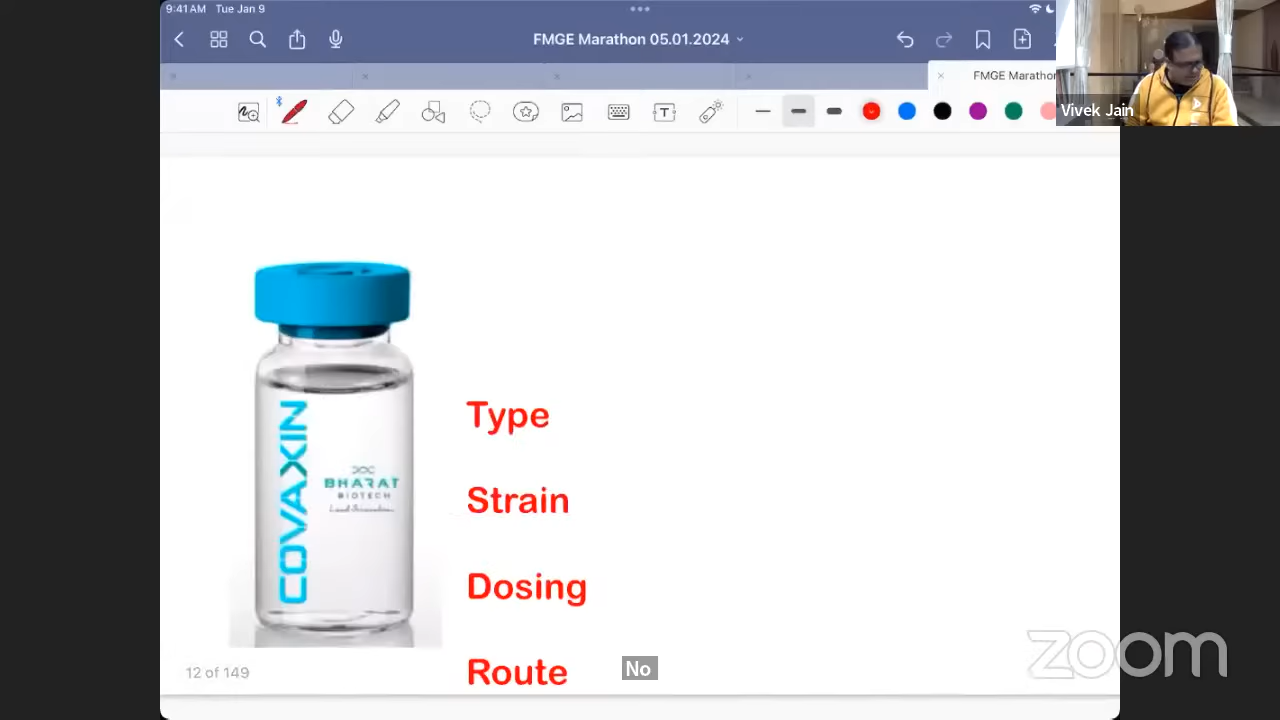 9:41 AM Tue Jan 9
FMGE Marathon 05.01.2024
FMGE Marathon
T
Vivek Jain
COVAXIN
BHARAT
BIOTECH
Type
Strain
Dosing
Route
No
12 of 149
zoom